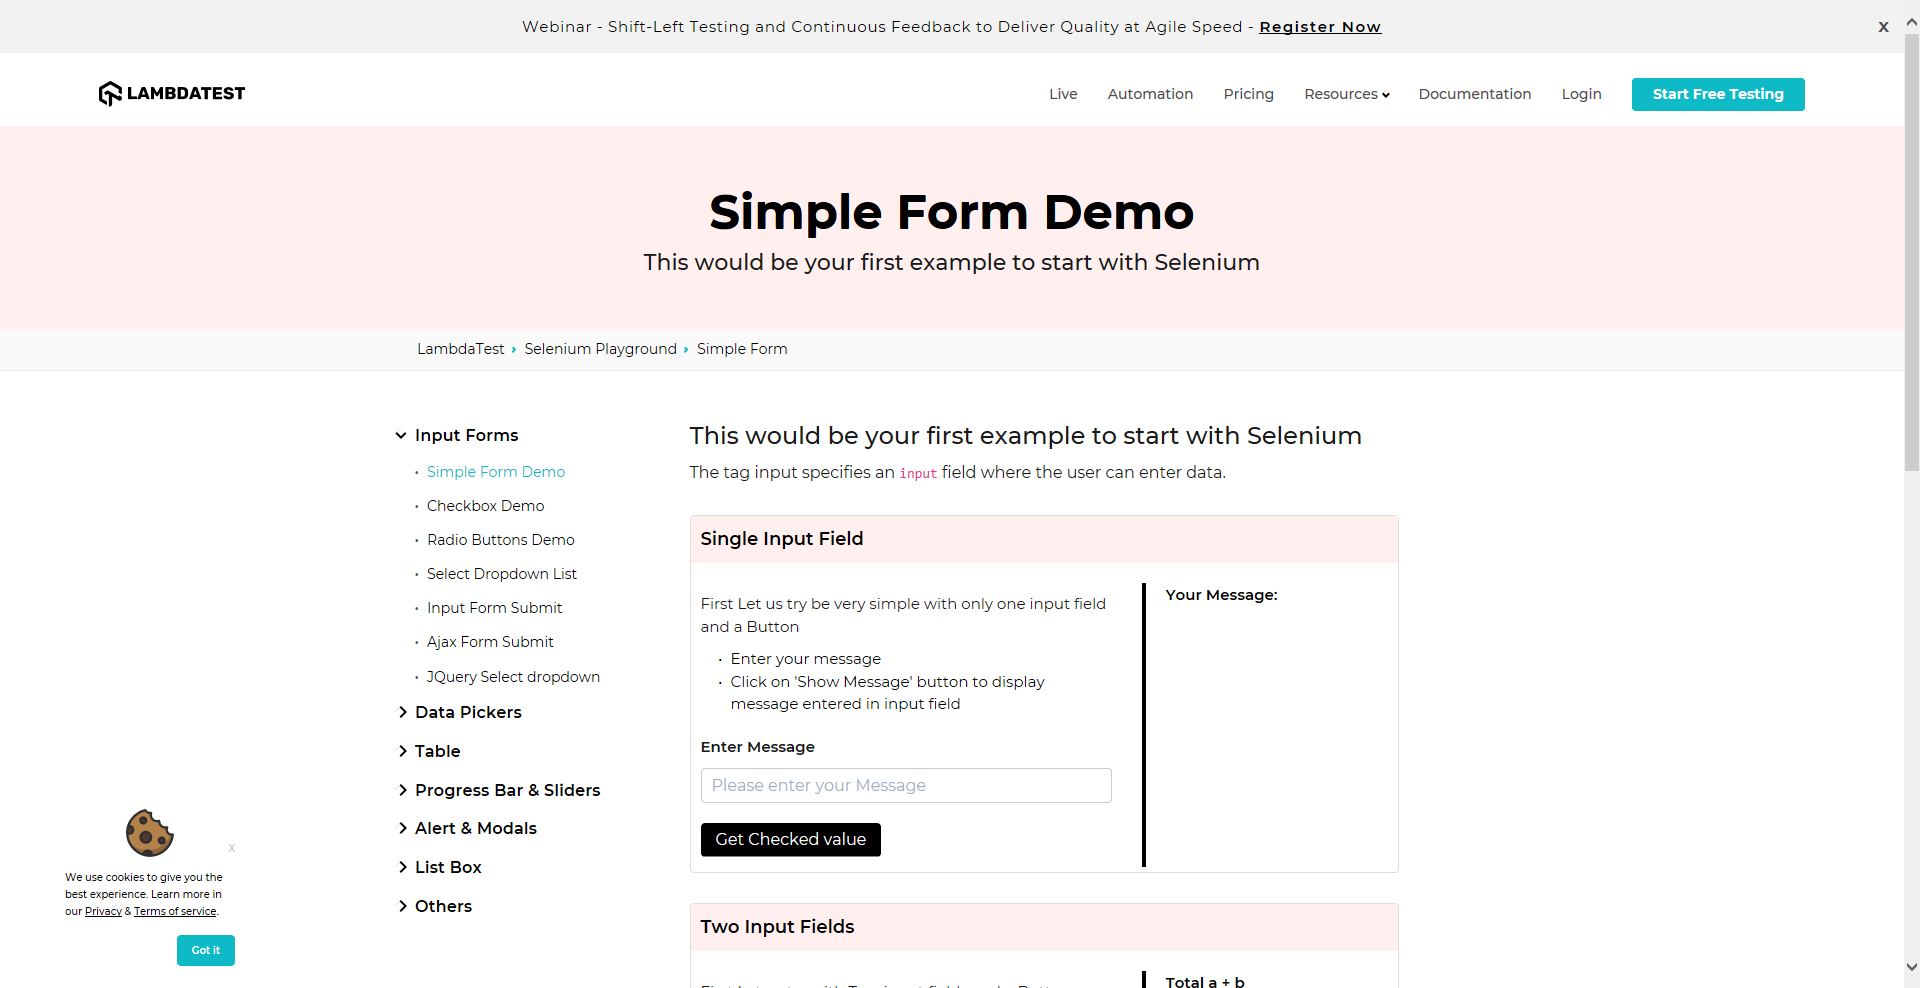 Webinar - Shift-Left Testing and Continuous Feedback to Deliver Quality at Agile Speed - Register Now
X
LAMBDATEST
Live
Automation
Pricing
Resources
Documentation
Login
Start Free Testing
Simple Form Demo
This would be your first example to start with Selenium
LambdaTest › Selenium Playground › Simple Form
Input Forms
Simple Form Demo
Checkbox Demo
Radio Buttons Demo
Select Dropdown List
Input Form Submit
Ajax Form Submit
JQuery Select dropdown
Data Pickers
Table
Progress Bar & Sliders
Alert & Modals
List Box
Others
This would be your first example to start with Selenium
The tag input specifies an input field where the user can enter data.
Single Input Field
First Let us try be very simple with only one input field
and a Button
Enter your message
Click on 'Show Message' button to display
message entered in input field
Enter Message
Please enter your Message
Get Checked value
Your Message:
Two Input Fields
Total a + b
X
We use cookies to give you the
best experience. Learn more in
our Privacy & Terms of service.
Got it